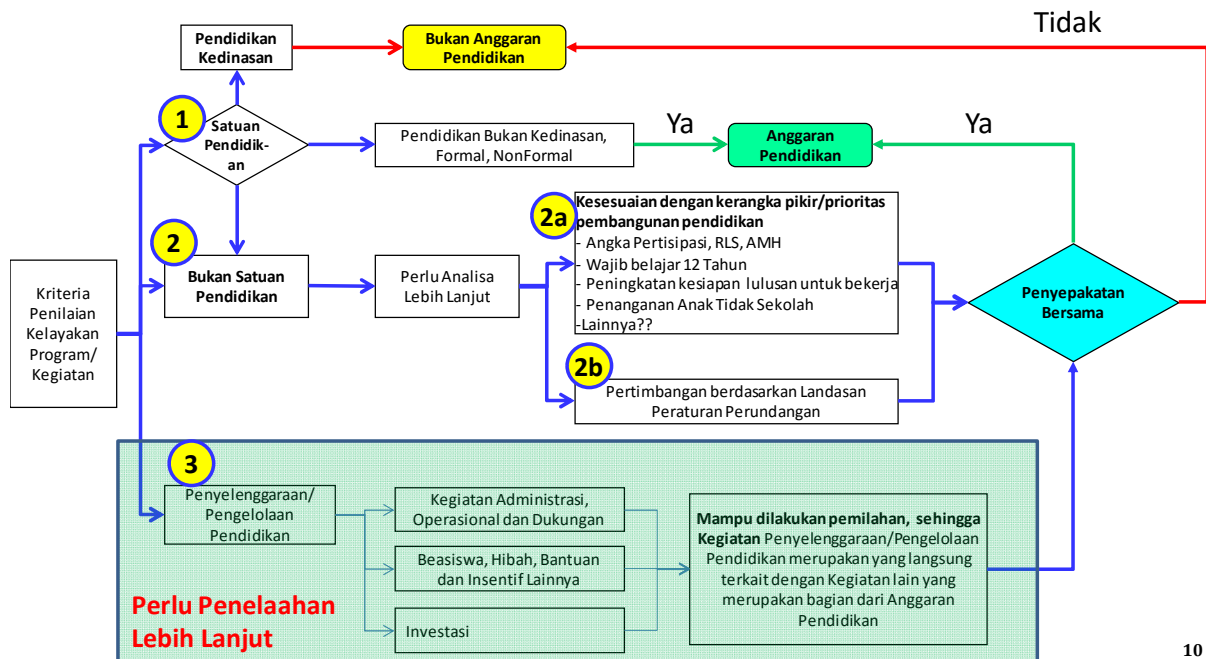 Tidak
Pendidikan
Kedinasan
Bukan Anggaran
Pendidikan
1
Satuan
Pendidik-
an
Pendidikan Bukan Kedinasan,
Formal, NonFormal
Ya
Anggaran
Pendidikan
Ya
2
Bukan Satuan
Pendidikan
Perlu Analisa
Lebih Lanjut
2a
Kesesuaian dengan kerangka pikir/prioritas
pembangunan pendidikan
- Angka Pertisipasi, RLS, AMH
- Wajib belajar 12 Tahun
- Peningkatan kesiapan lulusan untuk bekerja
- Penanganan Anak Tidak Sekolah
-Lainnya??
2b
Pertimbangan berdasarkan Landasan
Peraturan Perundangan
Penyepakatan
Bersama
Kriteria
Penilaian
Kelayakan
Program/
Kegiatan
3
Penyelenggaraan/
Pengelolaan
Pendidikan
Kegiatan Administrasi,
Operasional dan Dukungan
Beasiswa, Hibah, Bantuan
dan Insentif Lainnya
Investasi
Mampu dilakukan pemilahan, sehingga
Kegiatan Penyelenggaraan/Pengelolaan
Pendidikan merupakan yang langsung
terkait dengan Kegiatan lain yang
merupakan bagian dari Anggaran
Pendidikan
Perlu Penelaahan
Lebih Lanjut
10